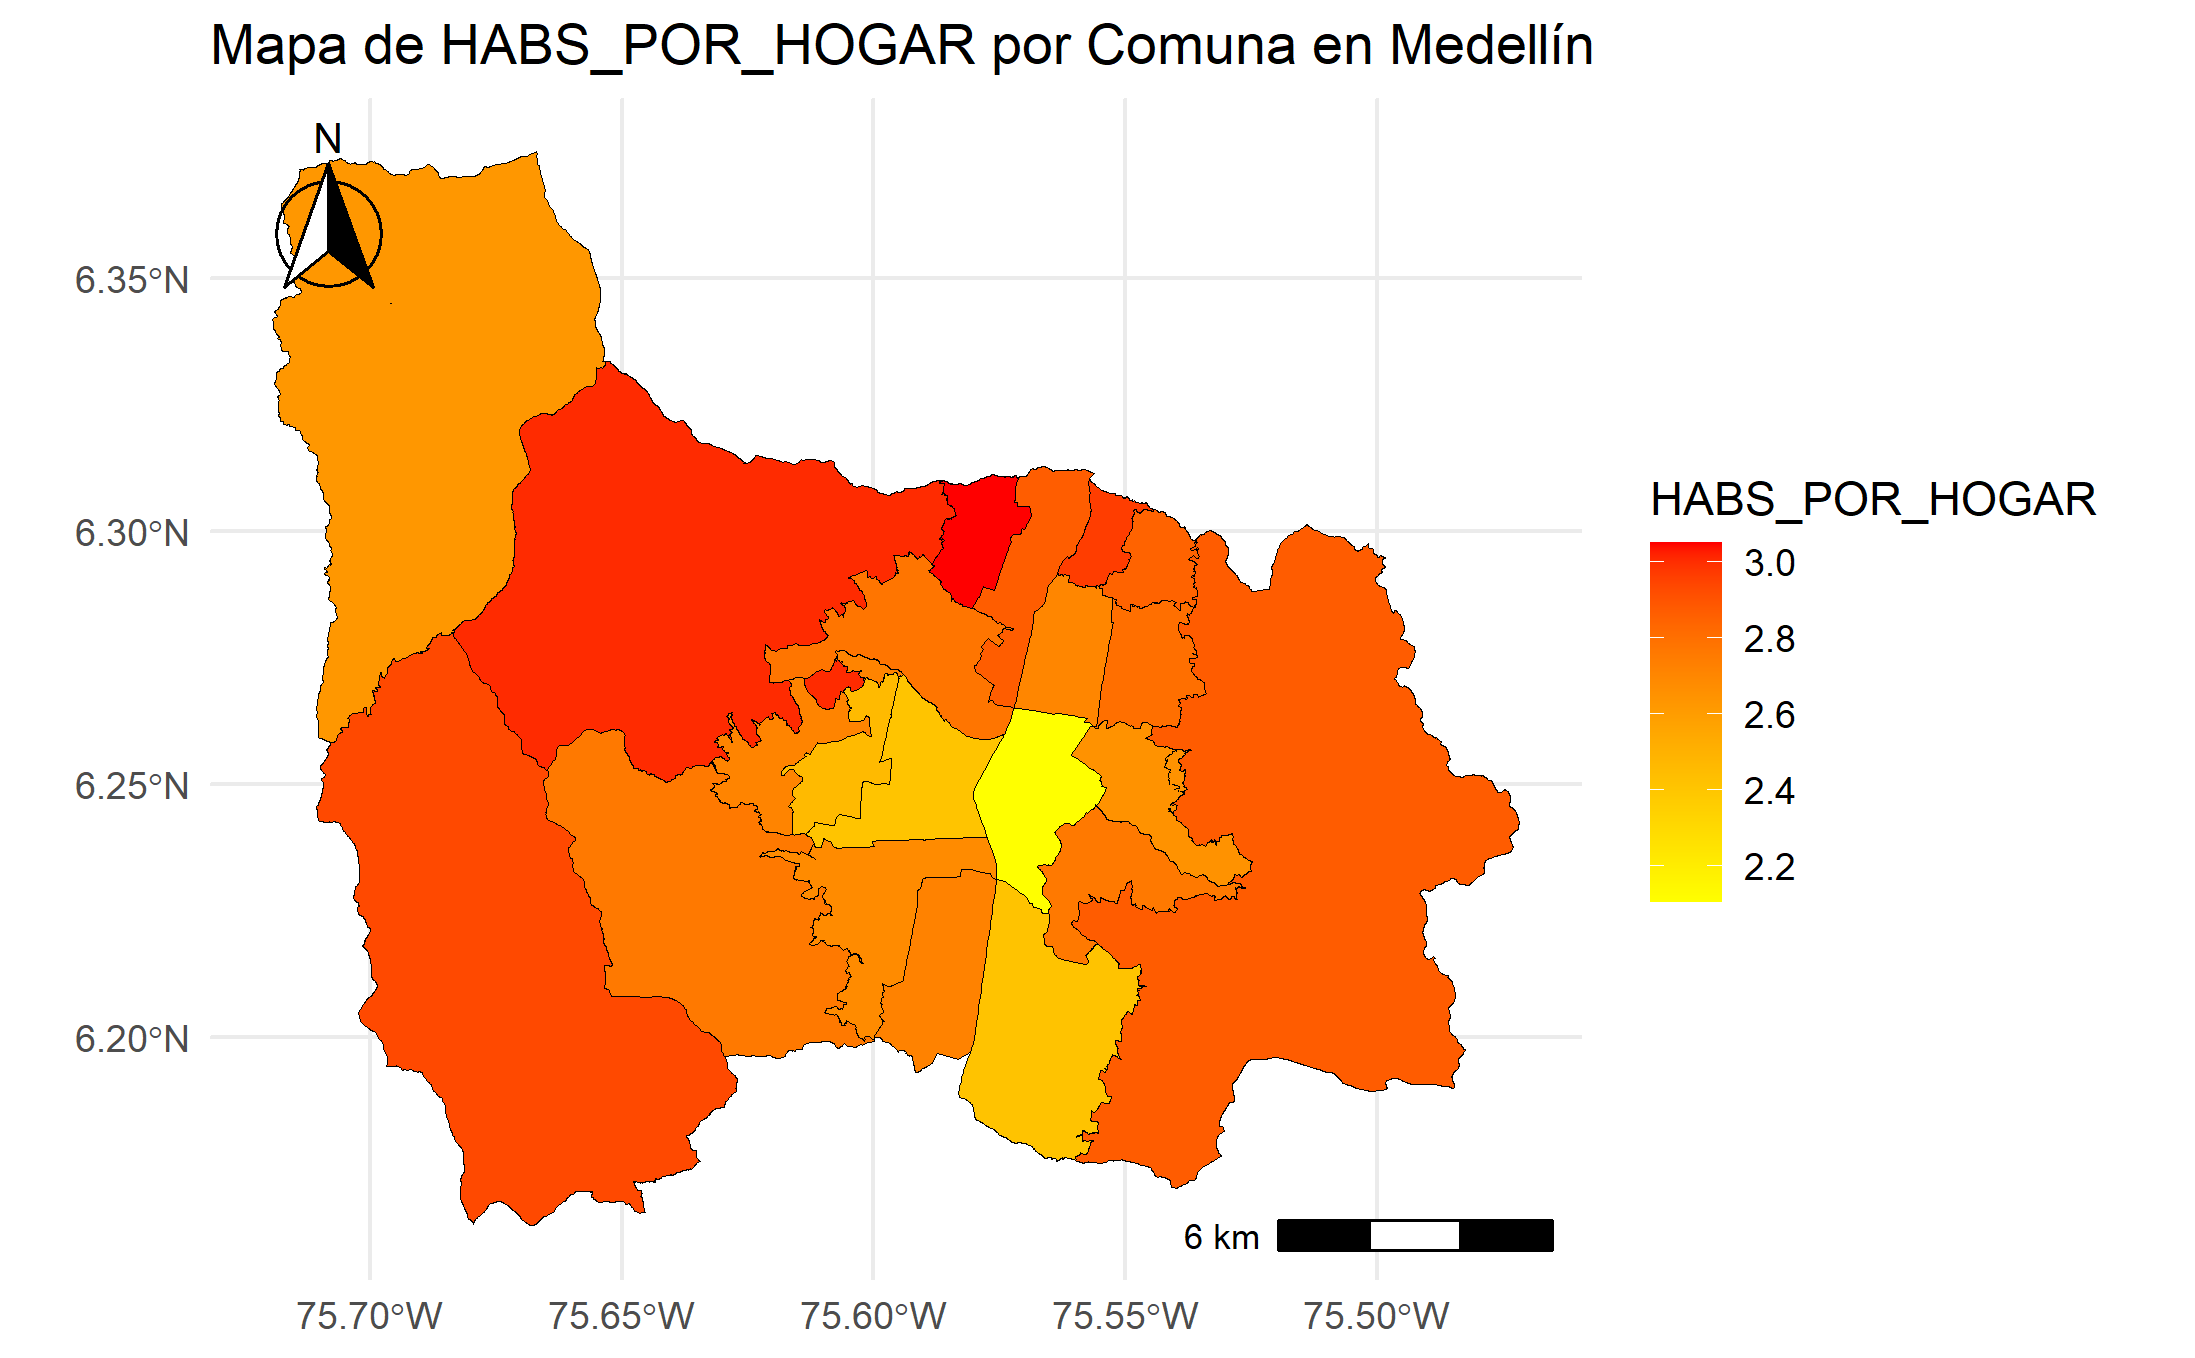 Mapa de HABS_POR_HOGAR por Comuna en Medellín
N
6.35°N
6.30°N
6.25°N
6.20°N
75.70°W
75.65°W
75.60°W
75.55°W
75.50°W
6 km
HABS_POR_HOGAR
3.0
2.8
2.6
2.4
2.2